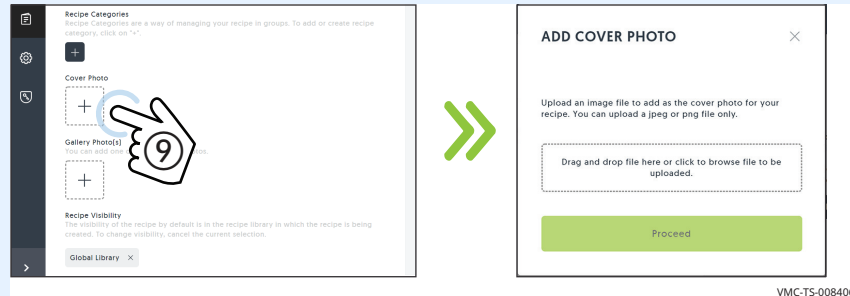 Recipe Categories
Recipe Categories are a way of managing your recipe in groups. To add or create recipe
category, click on "+".
Cover Photo
Gallery Photo(s)
You can add one
tos.
Recipe Visibility
The visibility of the recipe by default is in the recipe library in which the recipe is being
created. To change visibility, cancel the current selection.
Global Library ×
9
ADD COVER PHOTO
Upload an image file to add as the cover photo for your
recipe. You can upload a jpeg or png file only.
Drag and drop file here or click to browse file to be
uploaded.
Proceed
VMC-TS-008406